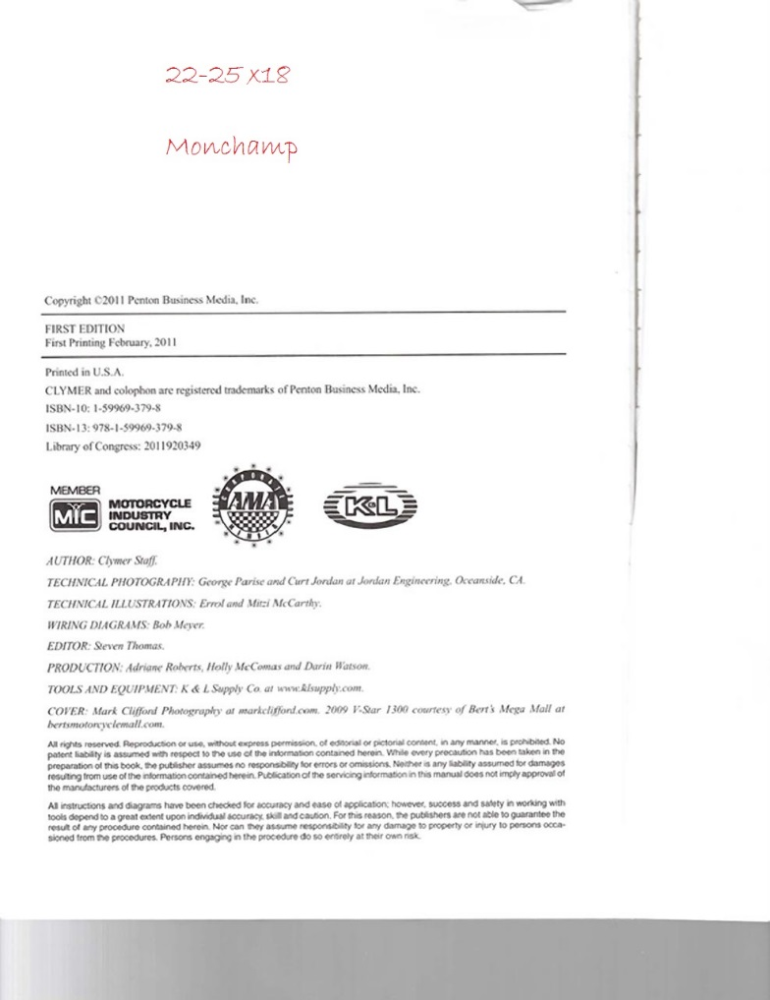 22-25 X18
Monchamp
Copyright ©2011 Penton Business Media, Inc.
FIRST EDITION
First Printing February, 2011
Printed in U.S.A.
CLYMER and colophon are registered trademarks of Penton Business Media, Inc.
ISBN-10: 1-59969-379-8
ISBN-13: 978-1-59969-379-8
Library of Congress: 2011920349
MEMBER
MIC
MOTORCYCLE
INDUSTRY
COUNCIL, INC.
CORPORATE
AMA
MEMBER
K&L
AUTHOR: Clymer Staff.
TECHNICAL PHOTOGRAPHY: George Parise and Curt Jordan at Jordan Engineering, Oceanside, CA.
TECHNICAL ILLUSTRATIONS: Errol and Mitzi McCarthy.
WIRING DIAGRAMS: Bob Meyer.
EDITOR: Steven Thomas.
PRODUCTION: Adriane Roberts, Holly McComas and Darin Watson.
TOOLS AND EQUIPMENT: K & L Supply Co. at www.klsupply.com.
COVER: Mark Clifford Photography at markclifford.com. 2009 V-Star 1300 courtesy of Bert's Mega Mall at
bertsmotorcyclemall.com.
All rights reserved. Reproduction or use, without express permission, of editorial or pictorial content, in any manner, is prohibited. No
patent liability is assumed with respect to the use of the information contained herein. While every precaution has been taken in the
preparation of this book, the publisher assumes no responsibility for errors or omissions. Neither is any liability assumed for damages
resulting from use of the information contained herein. Publication of the servicing information in this manual does not imply approval of
the manufacturers of the products covered.
All instructions and diagrams have been checked for accuracy and ease of application; however, success and safety in working with
tools depend to a great extent upon individual accuracy, skill and caution. For this reason, the publishers are not able to guarantee the
result of any procedure contained herein. Nor can they assume responsibility for any damage to property or injury to persons occa-
sioned from the procedures. Persons engaging in the procedure do so entirely at their own risk.